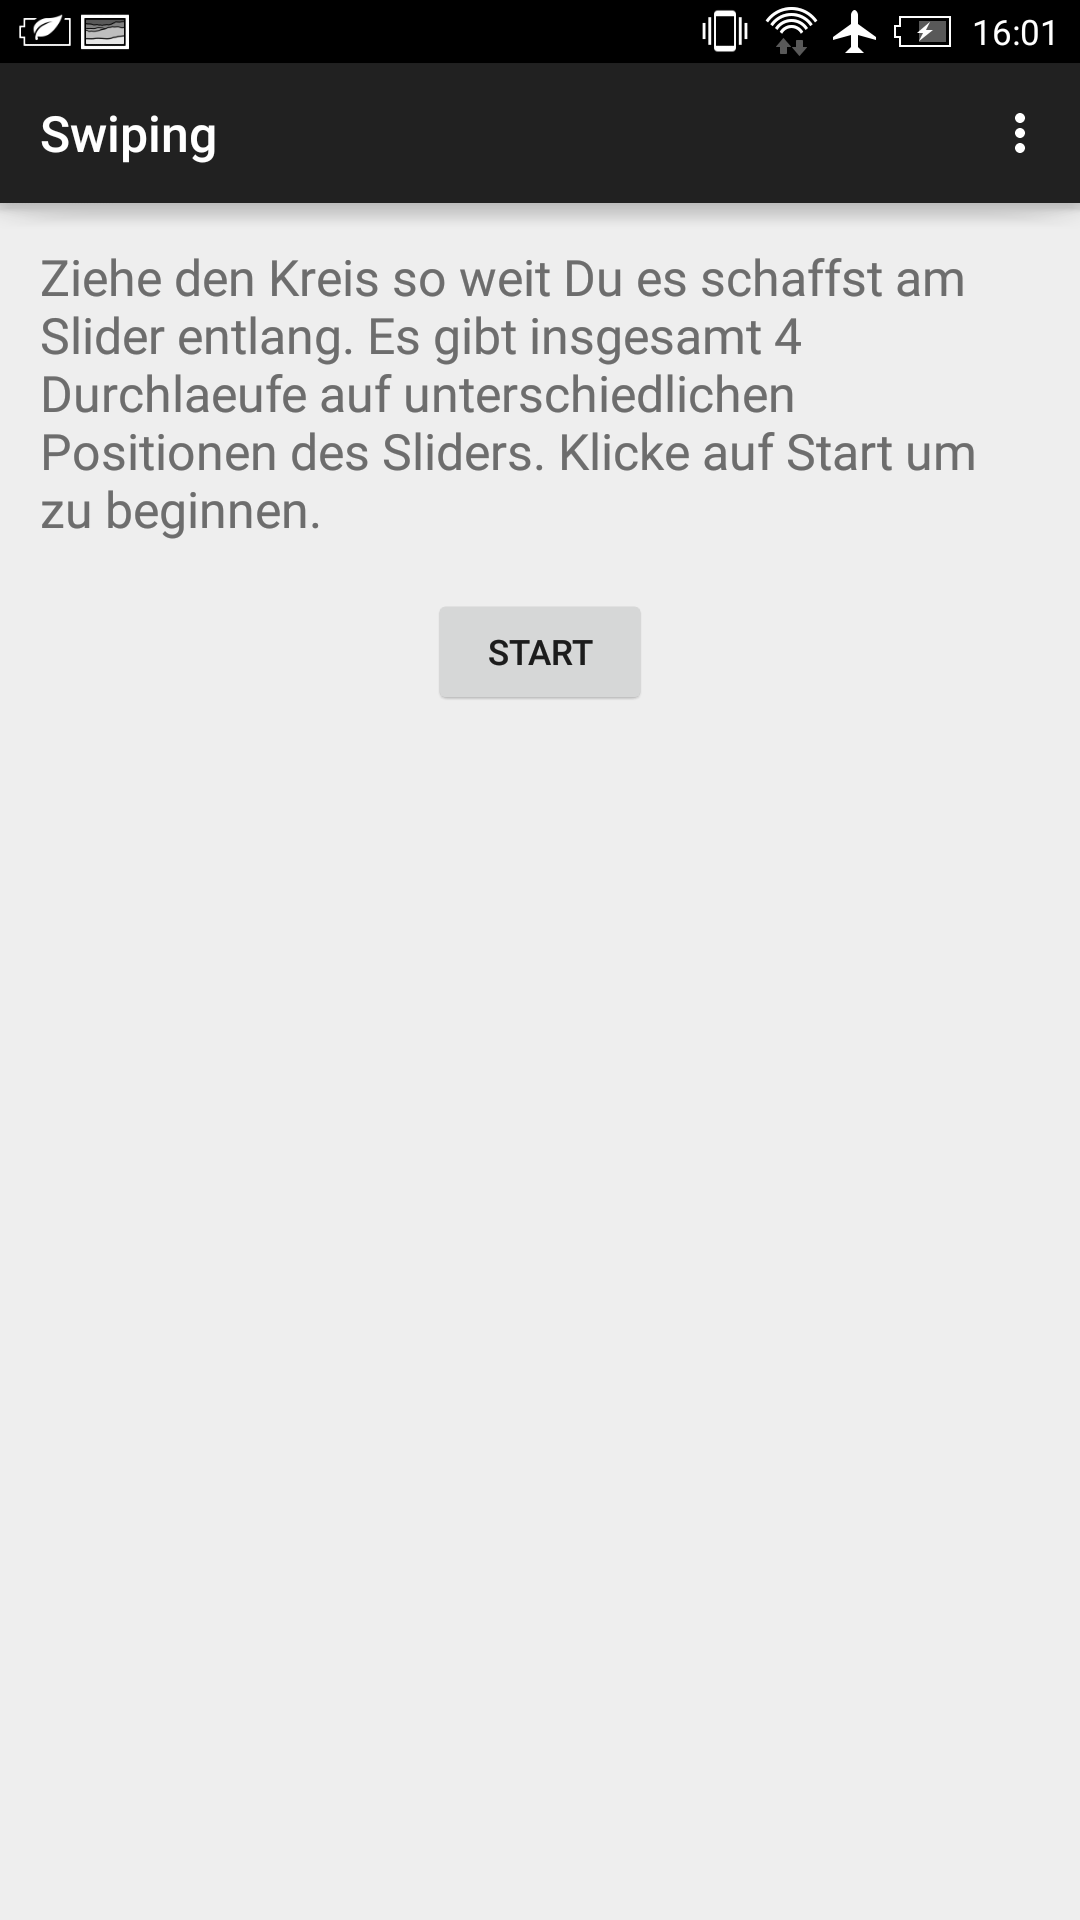 16:01
Swiping
Ziehe den Kreis so weit Du es schaffst am
Slider entlang. Es gibt insgesamt 4
Durchlaeufe auf unterschiedlichen
Positionen des Sliders. Klicke auf Start um
zu beginnen.
START